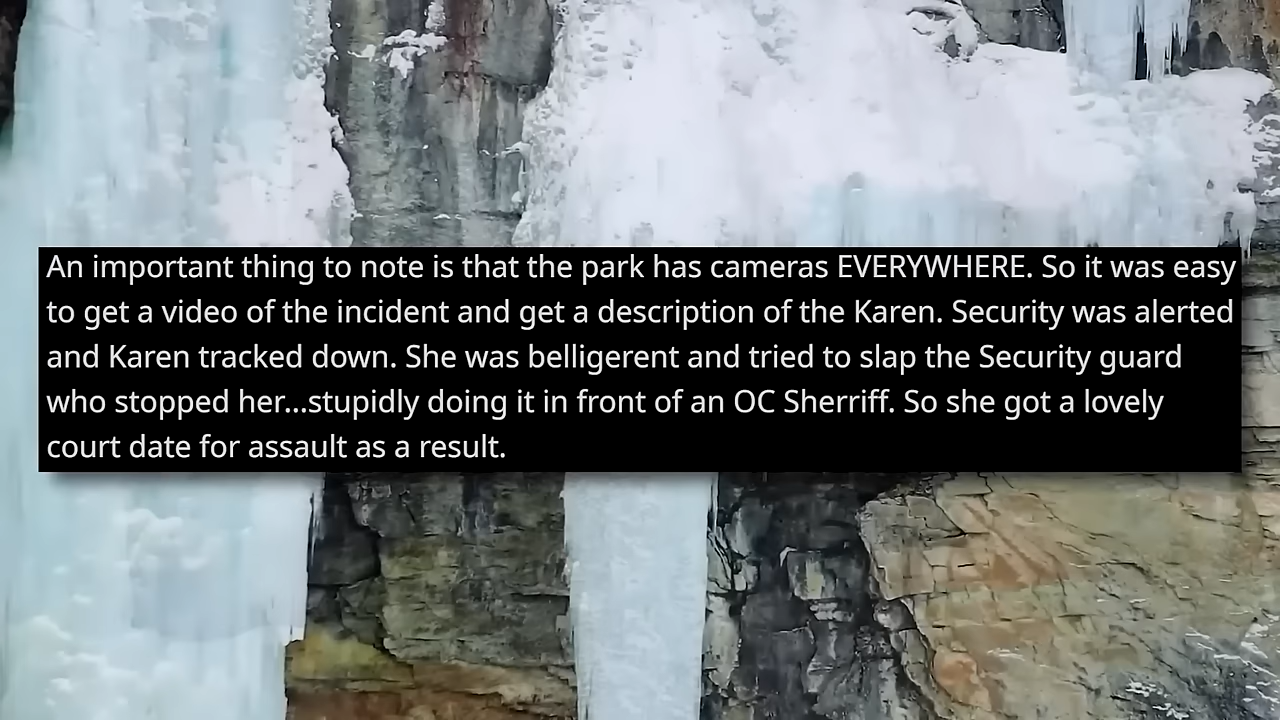 An important thing to note is that the park has cameras EVERYWHERE. So it was easy
to get a video of the incident and get a description of the Karen. Security was alerted
and Karen tracked down. She was belligerent and tried to slap the Security guard
who stopped her...stupidly doing it in front of an OC Sherriff. So she got a lovely
court date for assault as a result.